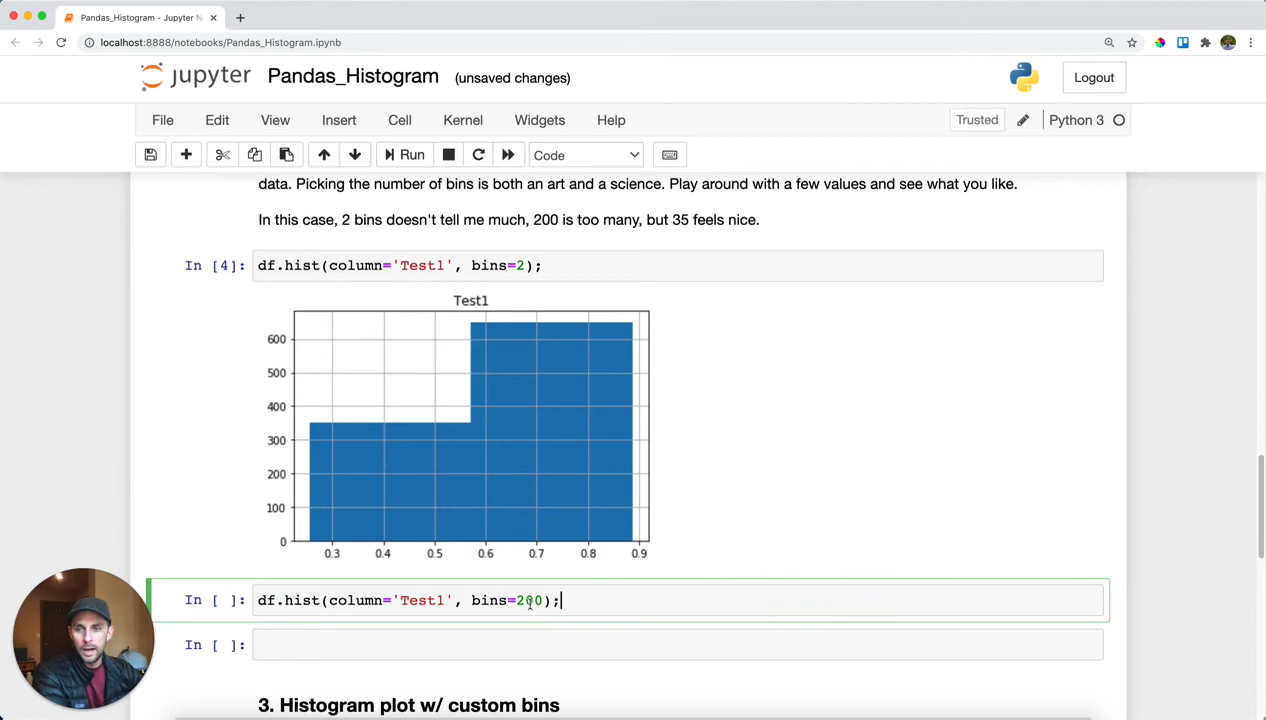 Pandas_Histogram - Jupyter N
localhost:8888/notebooks/Pandas_Histogram.ipynb
jupyter Pandas_Histogram (unsaved changes) Logout
File Edit View Insert Cell Kernel Widgets Help Trusted Python 3
Run Code
data. Picking the number of bins is both an art and a science. Play around with a few values and see what you like.
In this case, 2 bins doesn't tell me much, 200 is too many, but 35 feels nice.
In [4]: df.hist(column='Test1', bins=2);
Test1
600
500
400
300
200
100
0
0.3 0.4 0.5 0.6 0.7 0.8 0.9
In [ ]: df.hist(column='Test1', bins=200);
In [ ]:
3. Histogram plot w/ custom bins